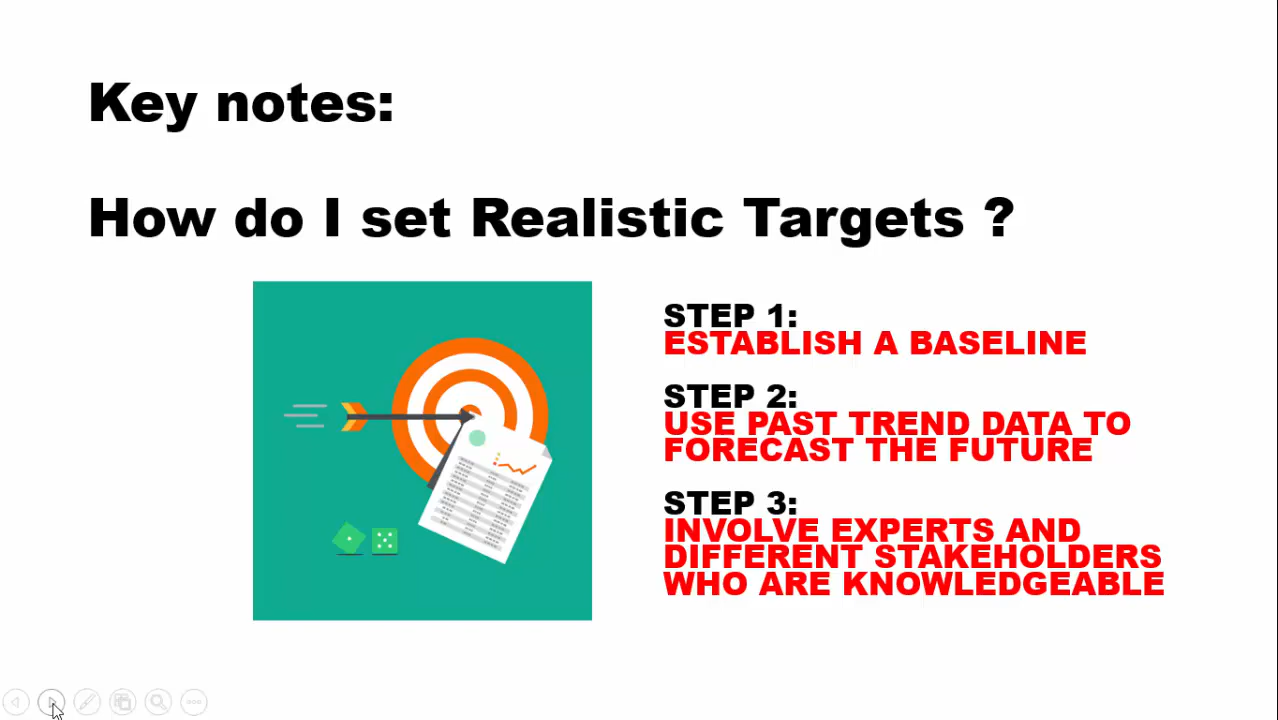 Key notes:
How do I set Realistic Targets ?
STEP 1:
ESTABLISH A BASELINE
STEP 2:
USE PAST TREND DATA TO
FORECAST THE FUTURE
STEP 3:
INVOLVE EXPERTS AND
DIFFERENT STAKEHOLDERS
WHO ARE KNOWLEDGEABLE